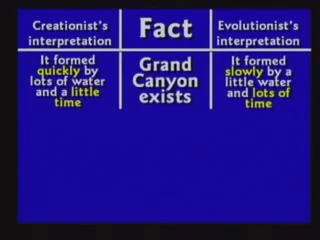 Creationist's
interpretation
Fact
Evolutionist's
interpretation
It formed
quickly by
lots of water
and a little
time
Grand
Canyon
exists
It formed
slowly by a
little water
and lots of
time